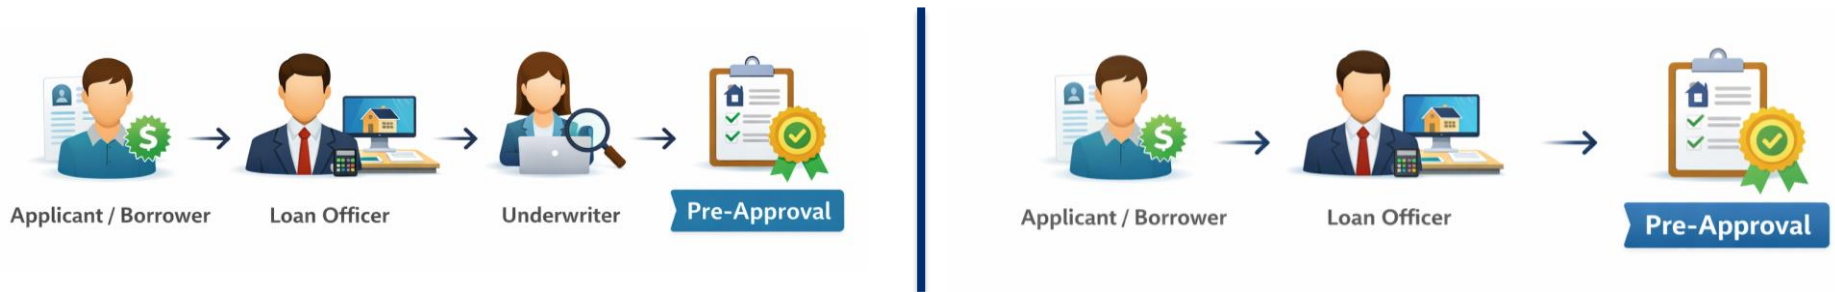 Applicant / Borrower
Loan Officer
Underwriter
Pre-Approval
Applicant / Borrower
Loan Officer
Pre-Approval